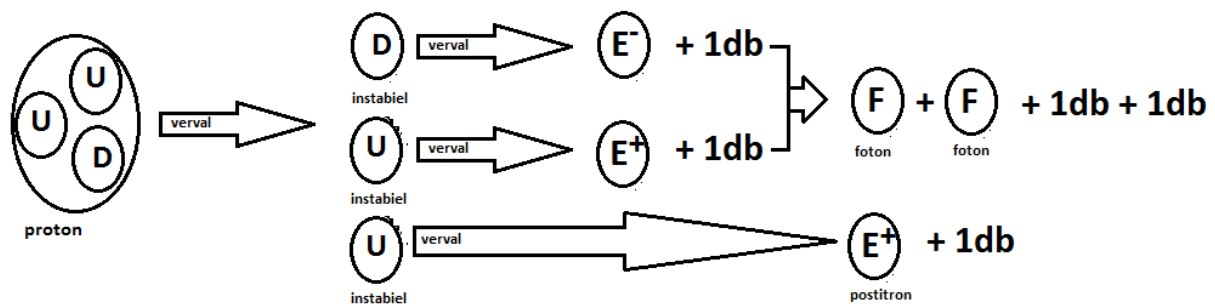 U
U
D
proton
verval
D
instabiel
verval
E⁻ + 1db
U
instabiel
verval
E⁺ + 1db
F + F + 1db + 1db
foton foton
U
instabiel
verval
E⁺ + 1db
postitron